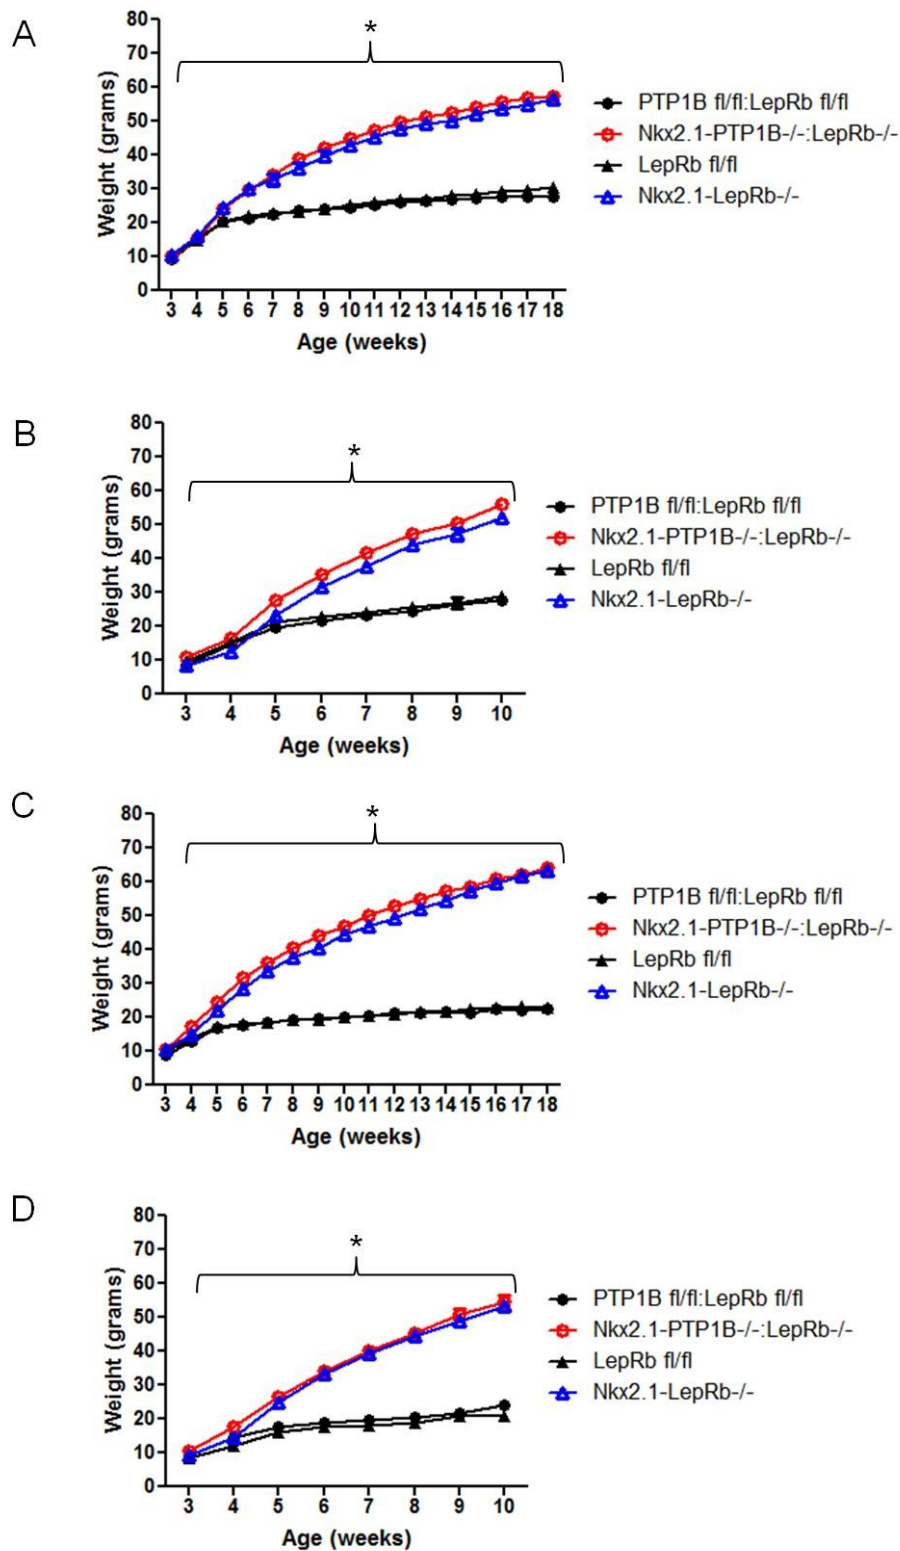 A
*
80
70
60
50
40
30
20
10
0
Weight (grams)
3 4 5 6 7 8 9 10 11 12 13 14 15 16 17 18
Age (weeks)
PTP1B fl/fl:LepRb fl/fl
Nkx2.1-PTP1B-/-:LepRb-/-
LepRb fl/fl
Nkx2.1-LepRb-/-
B
*
80
70
60
50
40
30
20
10
0
Weight (grams)
3 4 5 6 7 8 9 10
Age (weeks)
PTP1B fl/fl:LepRb fl/fl
Nkx2.1-PTP1B-/-:LepRb-/-
LepRb fl/fl
Nkx2.1-LepRb-/-
C
*
80
70
60
50
40
30
20
10
0
Weight (grams)
3 4 5 6 7 8 9 10 11 12 13 14 15 16 17 18
Age (weeks)
PTP1B fl/fl:LepRb fl/fl
Nkx2.1-PTP1B-/-:LepRb-/-
LepRb fl/fl
Nkx2.1-LepRb-/-
D
*
80
70
60
50
40
30
20
10
0
Weight (grams)
3 4 5 6 7 8 9 10
Age (weeks)
PTP1B fl/fl:LepRb fl/fl
Nkx2.1-PTP1B-/-:LepRb-/-
LepRb fl/fl
Nkx2.1-LepRb-/-